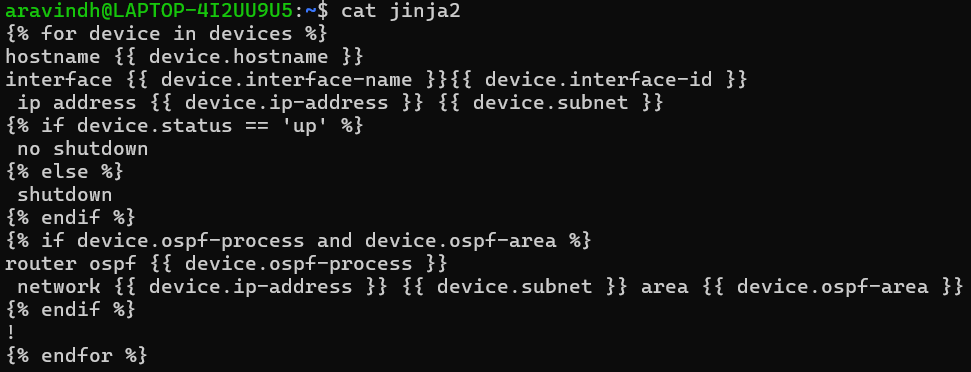 aravindh@LAPTOP-4I2UU9U5:~$ cat jinja2
{% for device in devices %}
hostname {{ device.hostname }}
interface {{ device.interface-name }}{{ device.interface-id }}
 ip address {{ device.ip-address }} {{ device.subnet }}
{% if device.status == 'up' %}
 no shutdown
{% else %}
 shutdown
{% endif %}
{% if device.ospf-process and device.ospf-area %}
router ospf {{ device.ospf-process }}
 network {{ device.ip-address }} {{ device.subnet }} area {{ device.ospf-area }}
{% endif %}
!
{% endfor %}